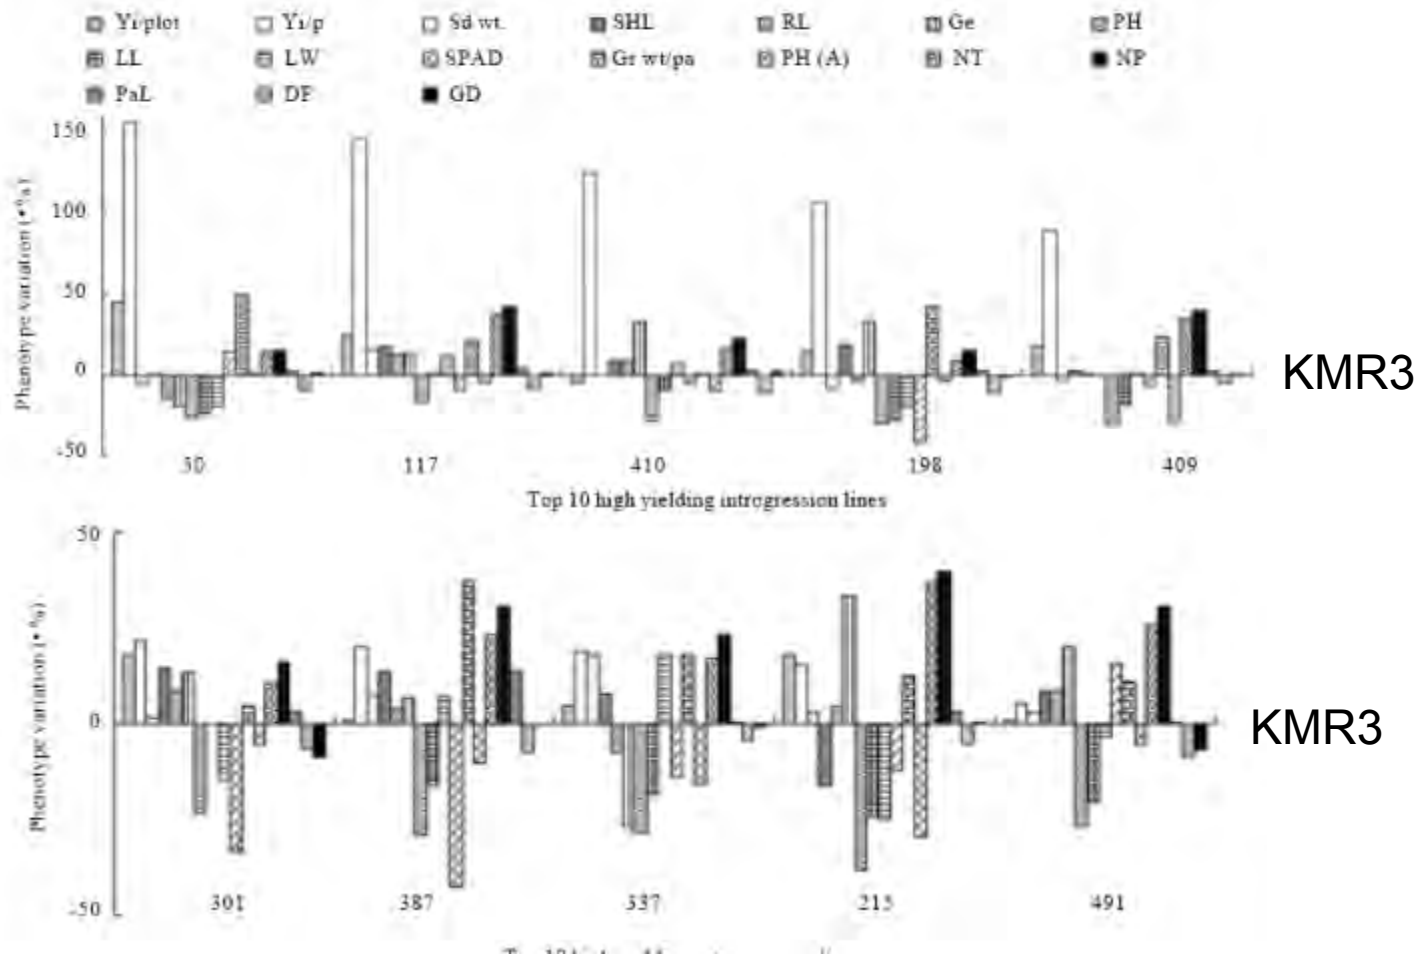 Yi/plot Yi/p Sd wt. SHL RL Ge PH
LL LW SPAD Gr wt/pa PH (A) NT NP
PaL DF GD
Phenotype variation (•%)
150
100
50
0
-50
50 117 410 198 409
KMR3
Top 10 high yielding introgression lines
Phenotype variation (•%)
50
0
-50
301 387 337 213 491
KMR3